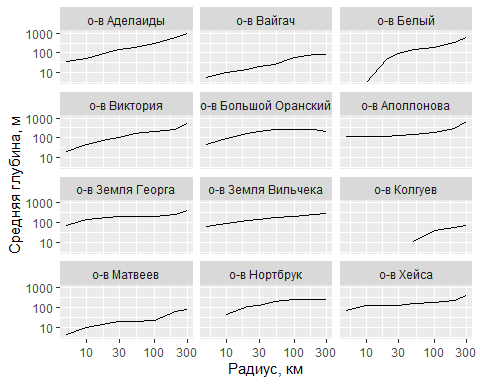 о-в Аделаиды о-в Вайгач о-в Белый
1000
100
10
о-в Виктория о-в Большой Оранский о-в Аполлонова
1000
100
10
о-в Земля Георга о-в Земля Вильчека о-в Колгуев
1000
100
10
о-в Матвеев о-в Нортбрук о-в Хейса
1000
100
10
10 30 100 300 10 30 100 300 10 30 100 300
Радиус, км
Средняя глубина, м